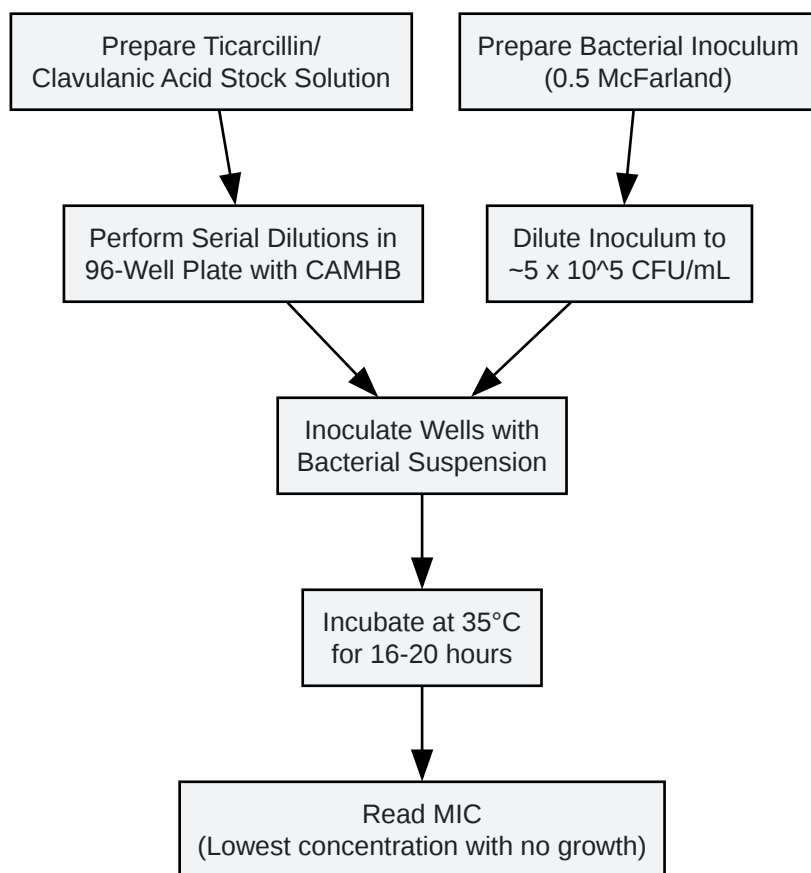 Prepare Ticarcillin/
Clavulanic Acid Stock Solution
Prepare Bacterial Inoculum
(0.5 McFarland)
Perform Serial Dilutions in
96-Well Plate with CAMHB
Dilute Inoculum to
~5 x 10^5 CFU/mL
Inoculate Wells with
Bacterial Suspension
Incubate at 35°C
for 16-20 hours
Read MIC
(Lowest concentration with no growth)